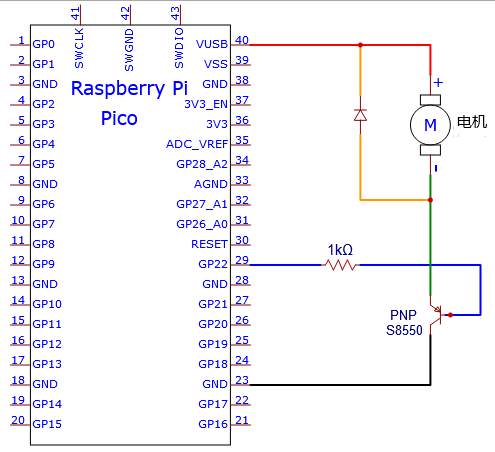 41
42
43
SWCLK
SWGND
SWDIO
1 GP0 VUSB 40
2 GP1 VSS 39
3 GND GND 38
Raspberry Pi
Pico
4 GP2 3V3_EN 37
5 GP3 3V3 36
6 GP4 ADC_VREF 35
7 GP5 GP28_A2 34
8 GND AGND 33
9 GP6 GP27_A1 32
10 GP7 GP26_A0 31
11 GP8 RESET 30
12 GP9 GP22 29
13 GND GND 28
14 GP10 GP21 27
15 GP11 GP20 26
16 GP12 GP19 25
17 GP13 GP18 24
18 GND GND 23
19 GP14 GP17 22
20 GP15 GP16 21
+
M
电机
-
1kΩ
PNP
S8550